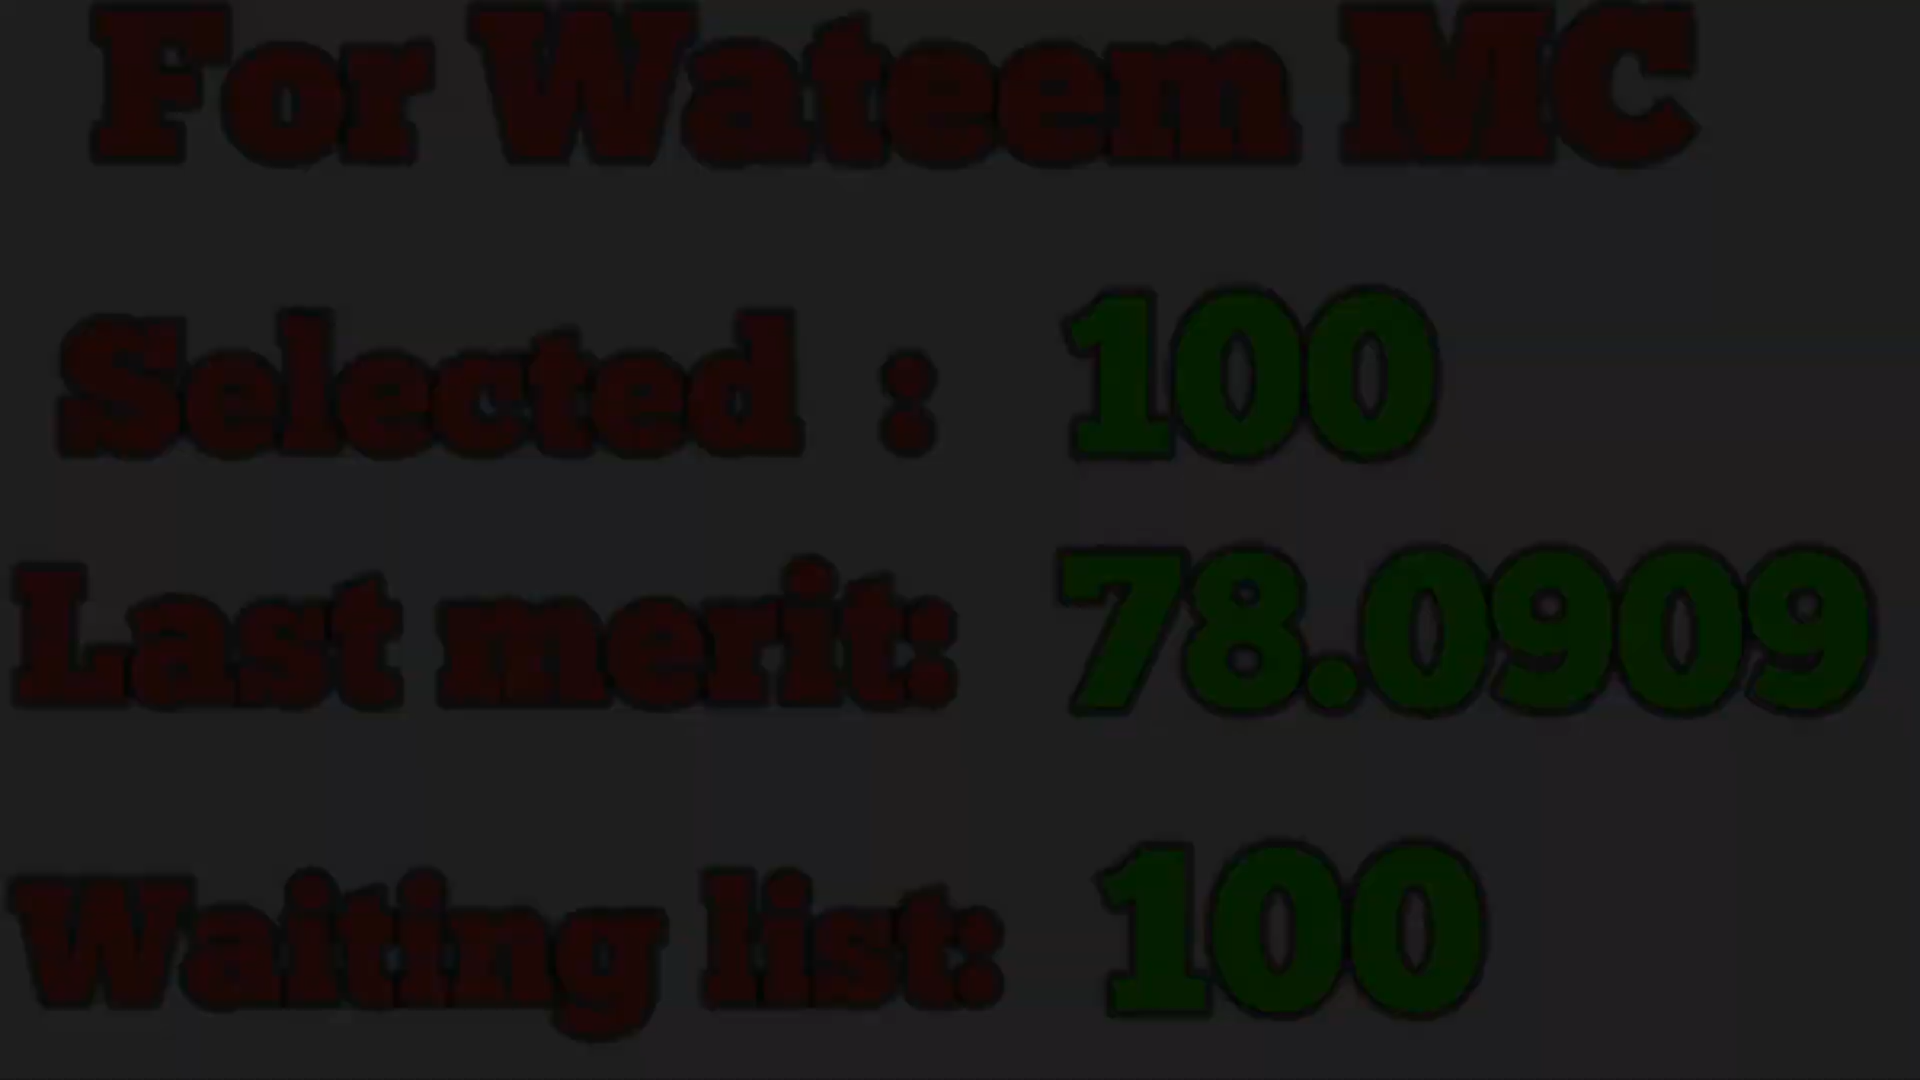 For Wateem MC
Selected : 100
Last merit: 78.0909
Waiting list: 100